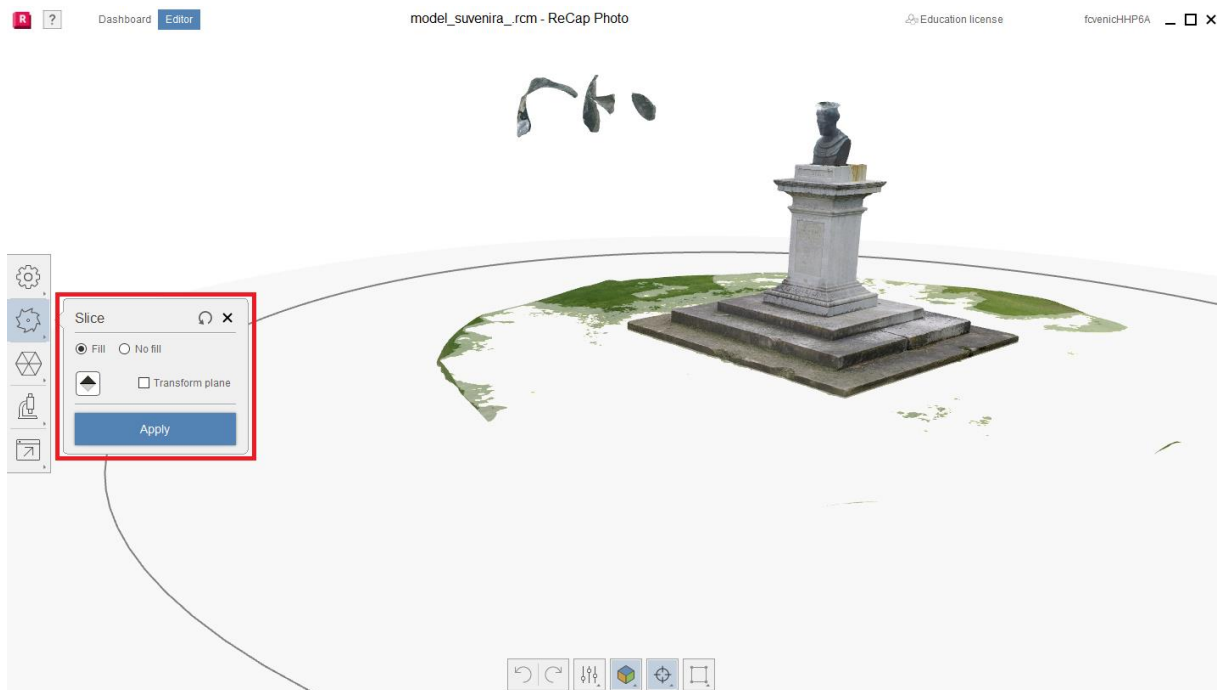 R ? Dashboard Editor model_suvenira_.rcm - ReCap Photo Education license fcvenicHHP6A
Slice
Fill No fill
Transform plane
Apply